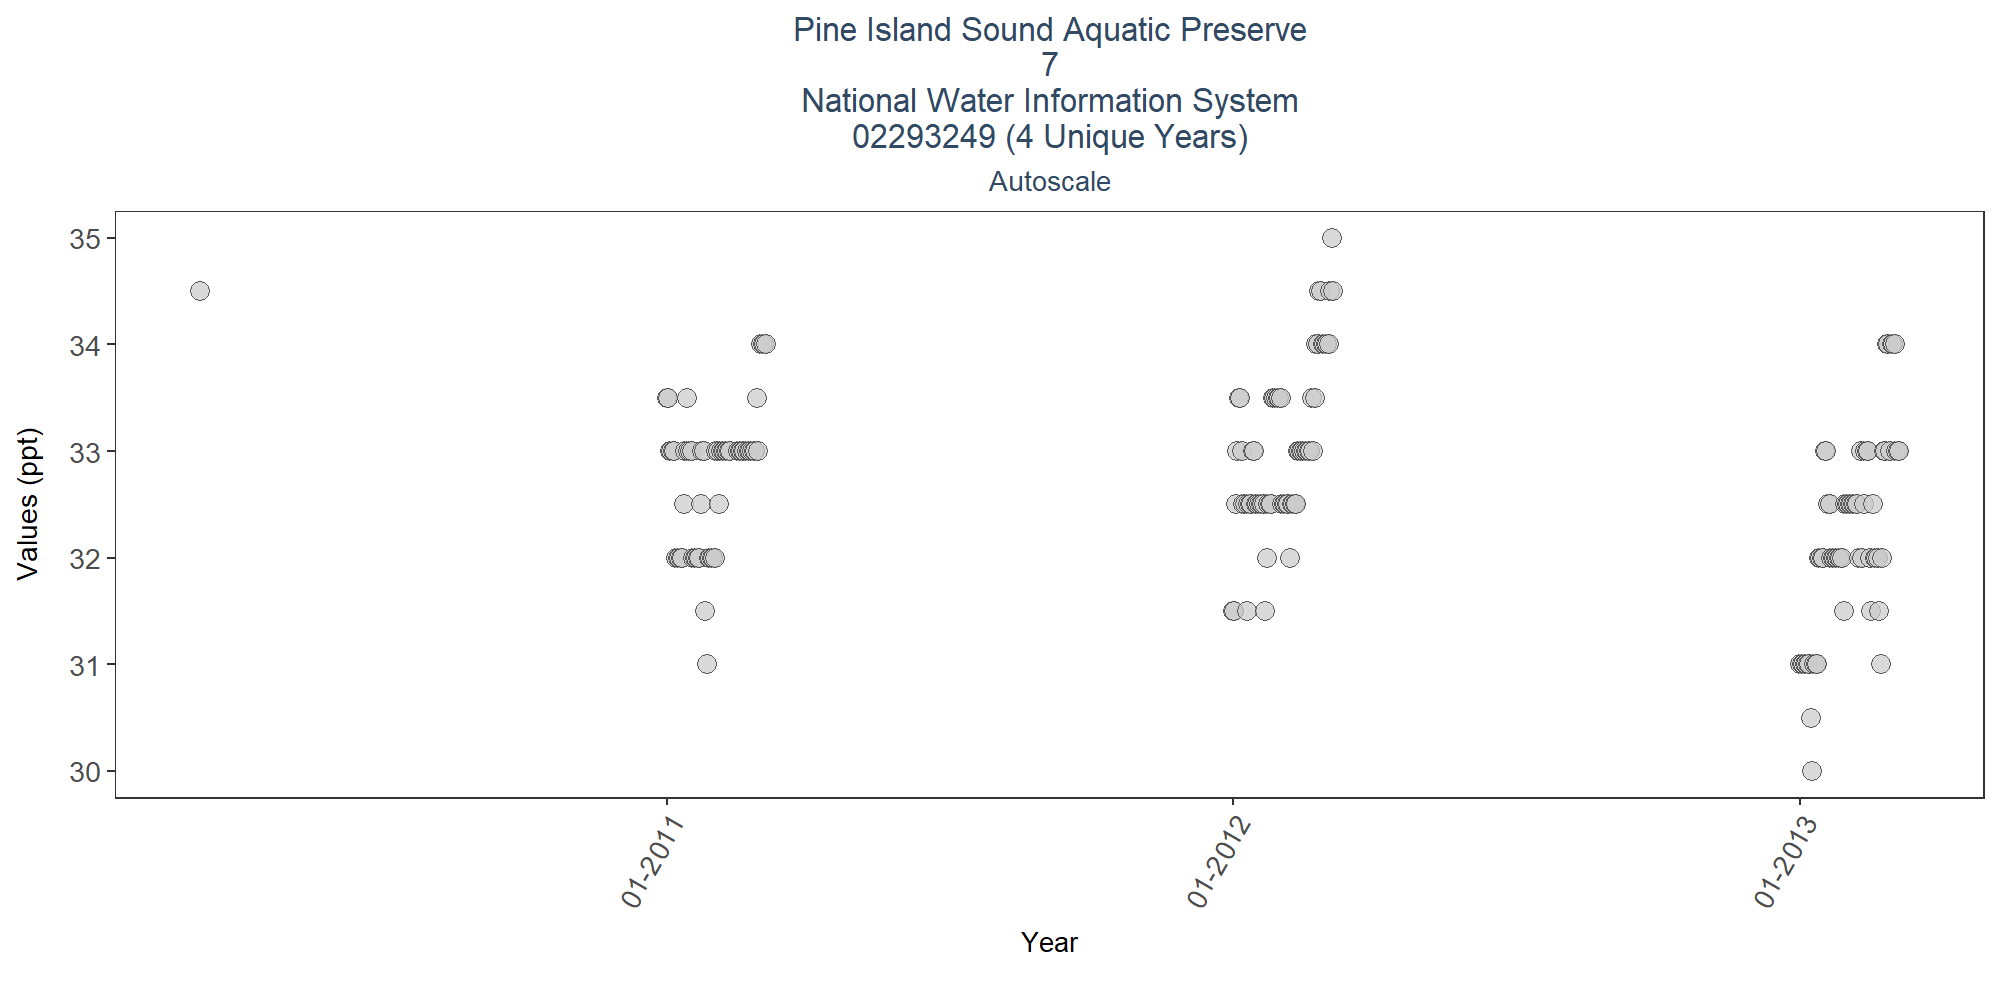 Pine Island Sound Aquatic Preserve
7
National Water Information System
02293249 (4 Unique Years)
Autoscale
35
34
33
32
31
30
Values (ppt)
01-2011
01-2012
01-2013
Year